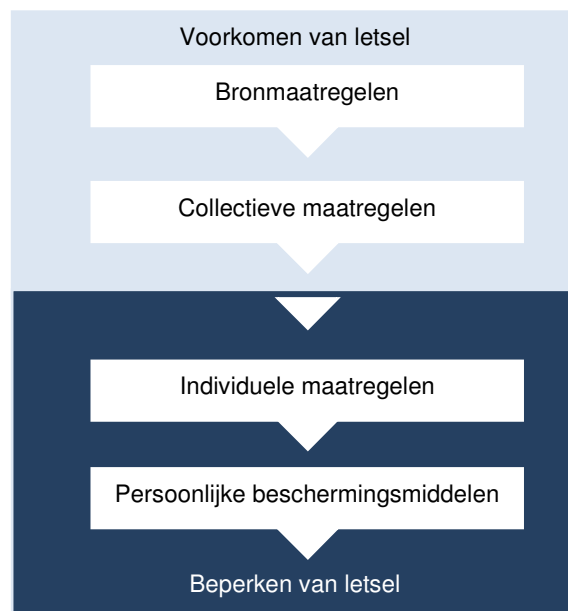 Voorkomen van letsel
Bronmaatregelen
Collectieve maatregelen
Individuele maatregelen
Persoonlijke beschermingsmiddelen
Beperken van letsel